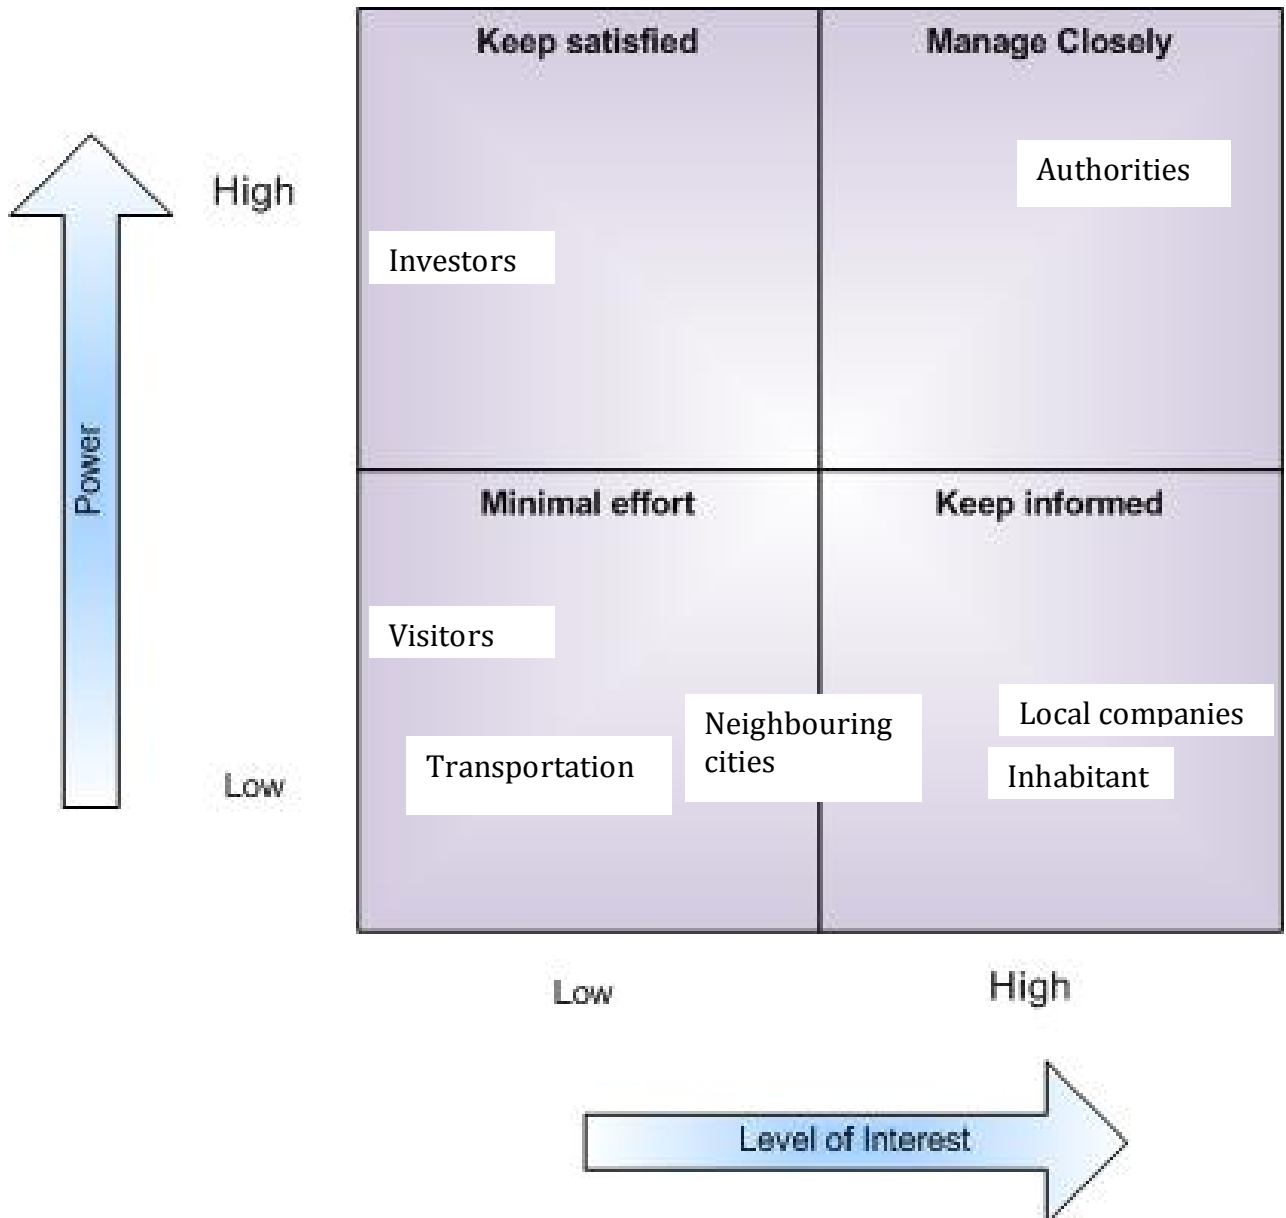 Keep satisfied
Manage Closely
High
Authorities
Investors
Power
Minimal effort
Keep informed
Visitors
Neighbouring
cities
Local companies
Transportation
Inhabitant
Low
Low
High
Level of Interest